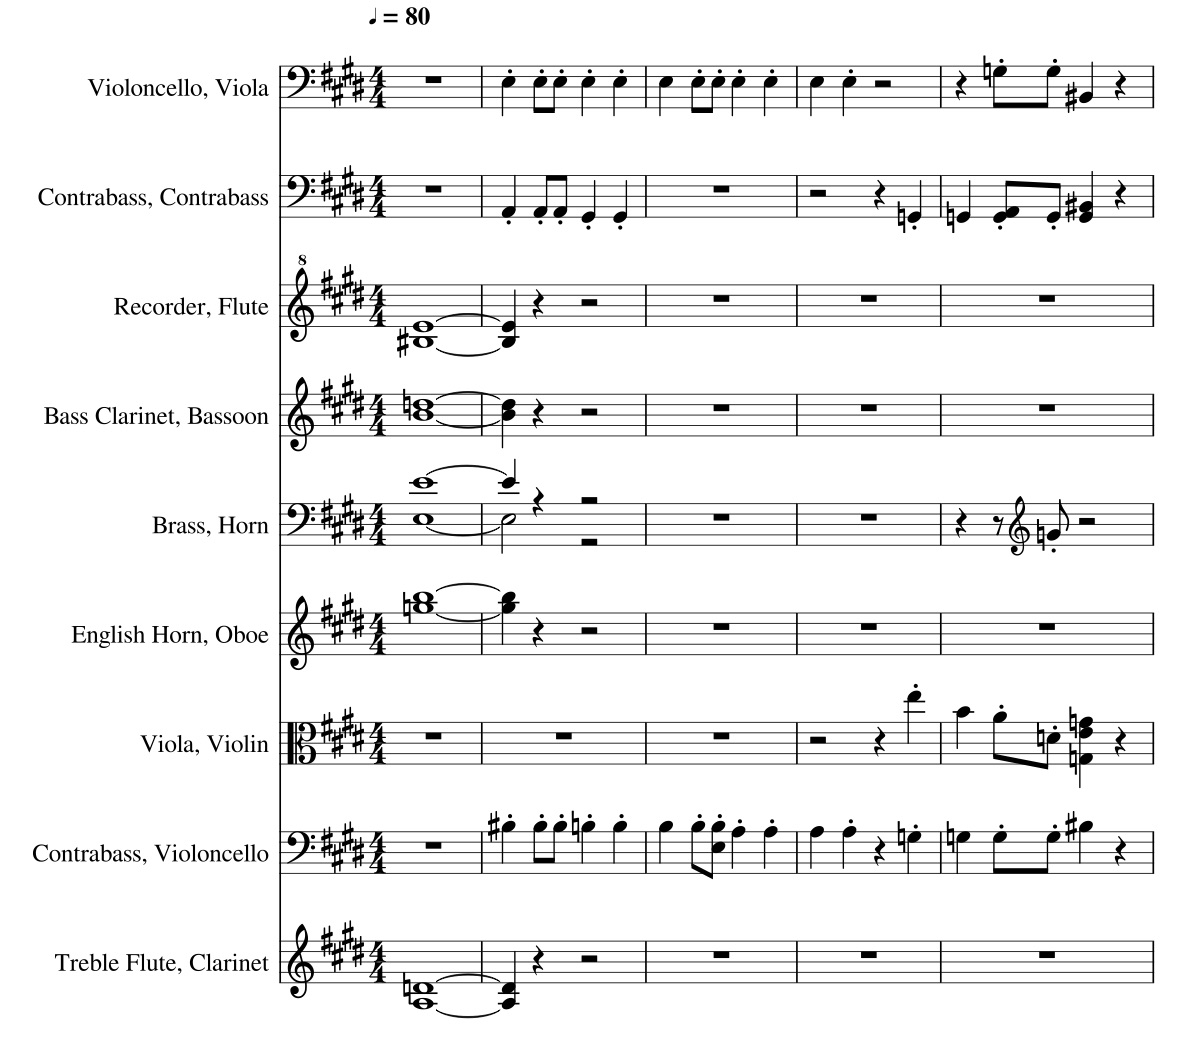 ♩ = 80
Violoncello, Viola
Contrabass, Contrabass
8
Recorder, Flute
Bass Clarinet, Bassoon
Brass, Horn
English Horn, Oboe
Viola, Violin
Contrabass, Violoncello
Treble Flute, Clarinet